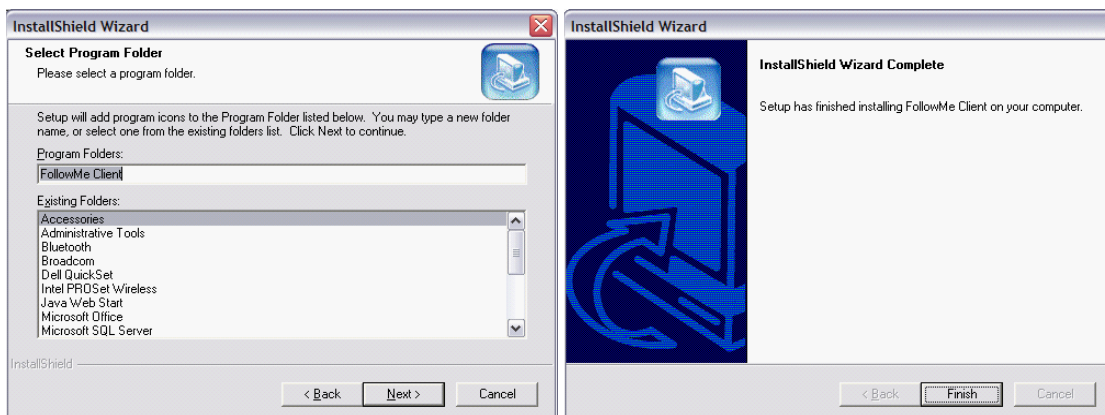 InstallShield Wizard
Select Program Folder
Please select a program folder.
Setup will add program icons to the Program Folder listed below. You may type a new folder
name, or select one from the existing folders list. Click Next to continue.
Program Folders:
FollowMe Client
Existing Folders:
Accessories
Administrative Tools
Bluetooth
Broadcom
Dell QuickSet
Intel PROSet Wireless
Java Web Start
Microsoft Office
Microsoft SQL Server
InstallShield
< Back
Next >
Cancel
InstallShield Wizard
InstallShield Wizard Complete
Setup has finished installing FollowMe Client on your computer.
< Back
Finish
Cancel